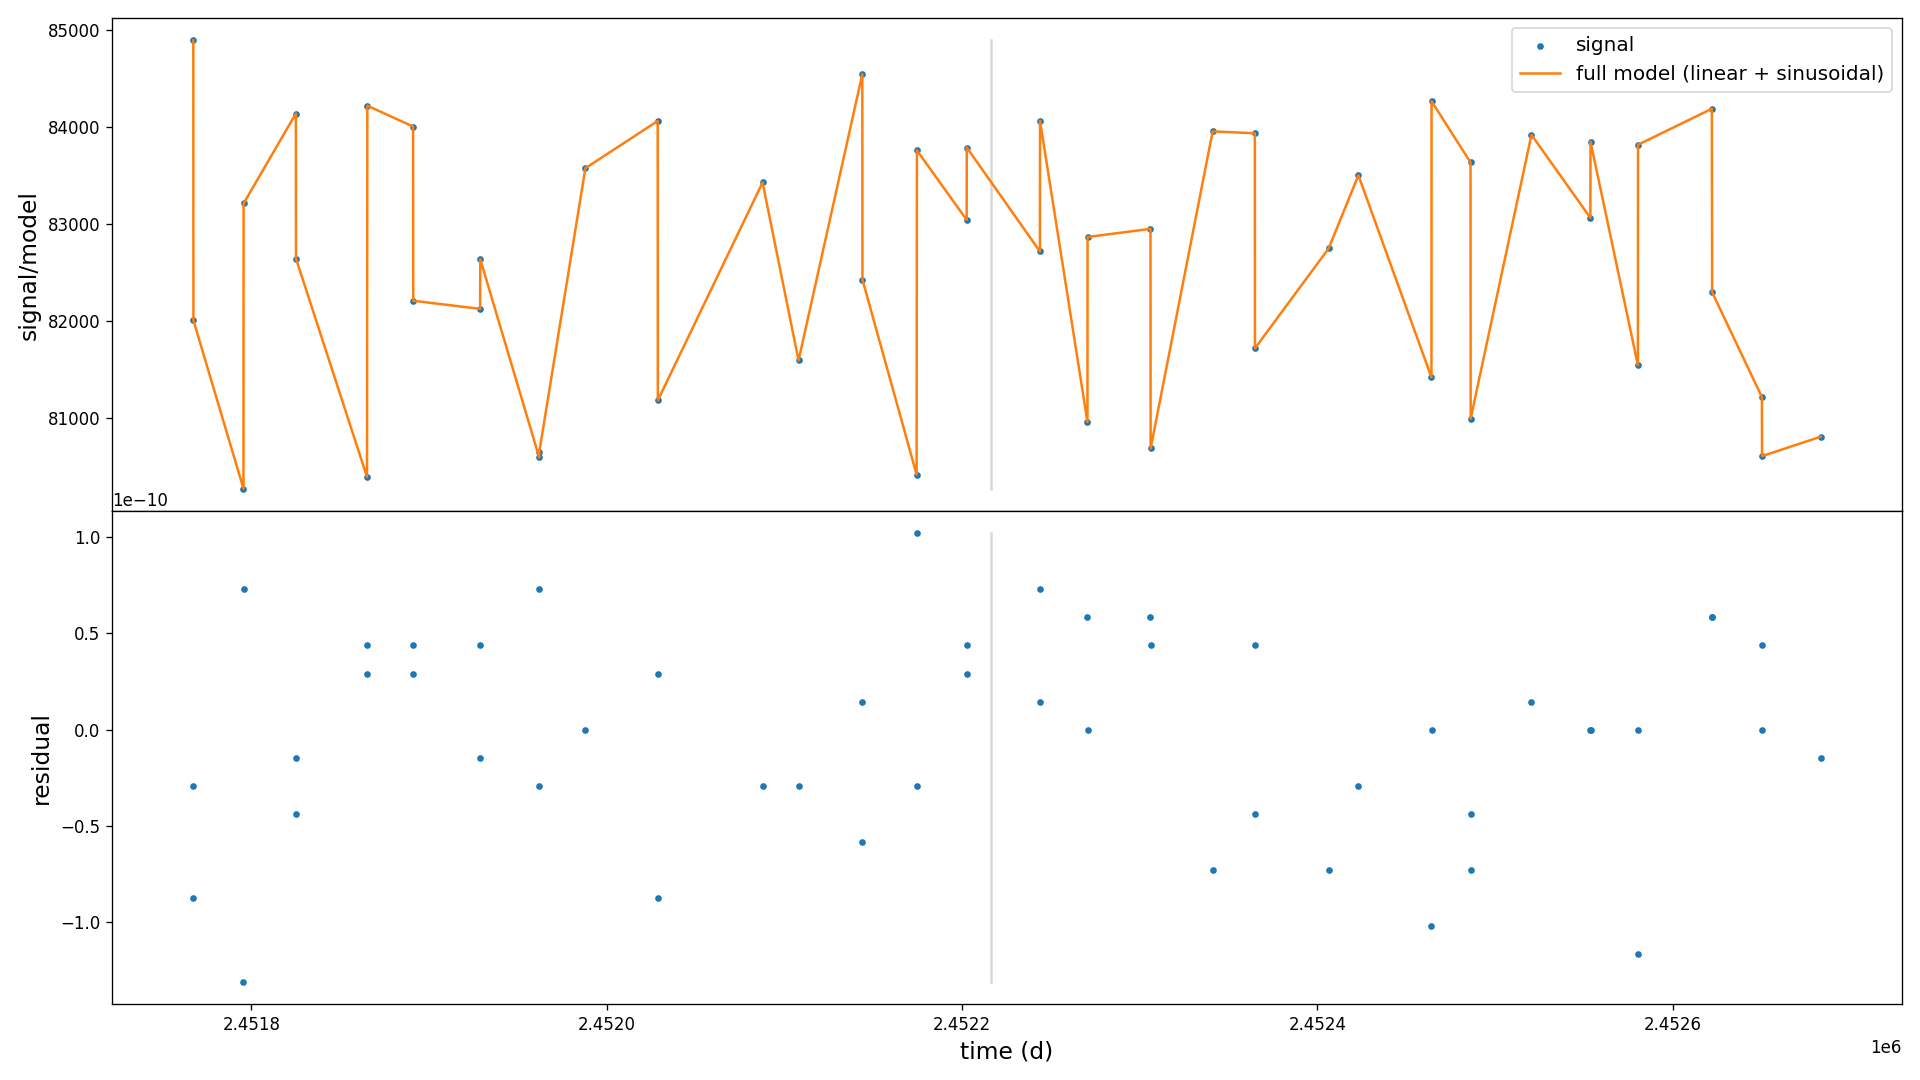 85000
84000
83000
82000
81000
signal/model
signal
full model (linear + sinusoidal)
1e−10
1.0
0.5
0.0
−0.5
−1.0
residual
2.4518
2.4520
2.4522
2.4524
2.4526
time (d)
1e6